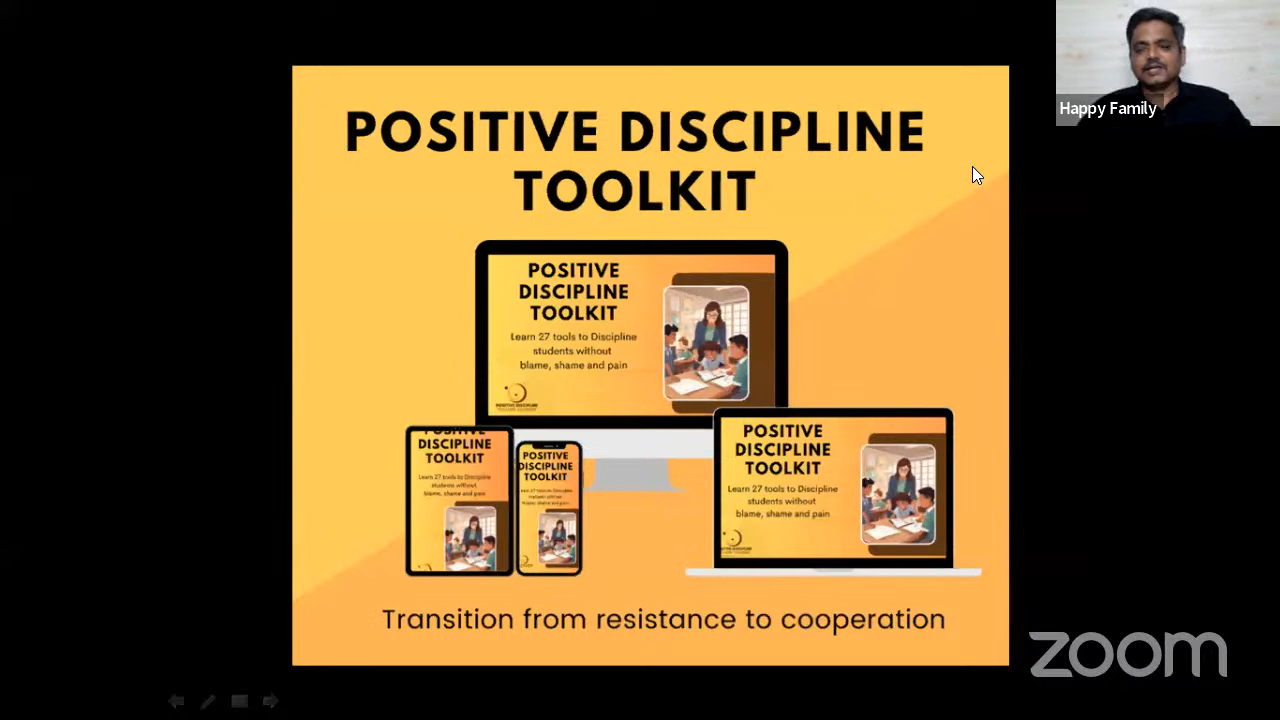 Happy Family
POSITIVE DISCIPLINE
TOOLKIT
POSITIVE
DISCIPLINE
TOOLKIT
Learn 27 tools to Discipline
students without
blame, shame and pain
POSITIVE DISCIPLINE
DISCIPLINE
TOOLKIT
Learn 27 tools to Discipline
students without
blame, shame and pain
POSITIVE
DISCIPLINE
TOOLKIT
POSITIVE
DISCIPLINE
TOOLKIT
Learn 27 tools to Discipline
students without
blame, shame and pain
Transition from resistance to cooperation
zoom